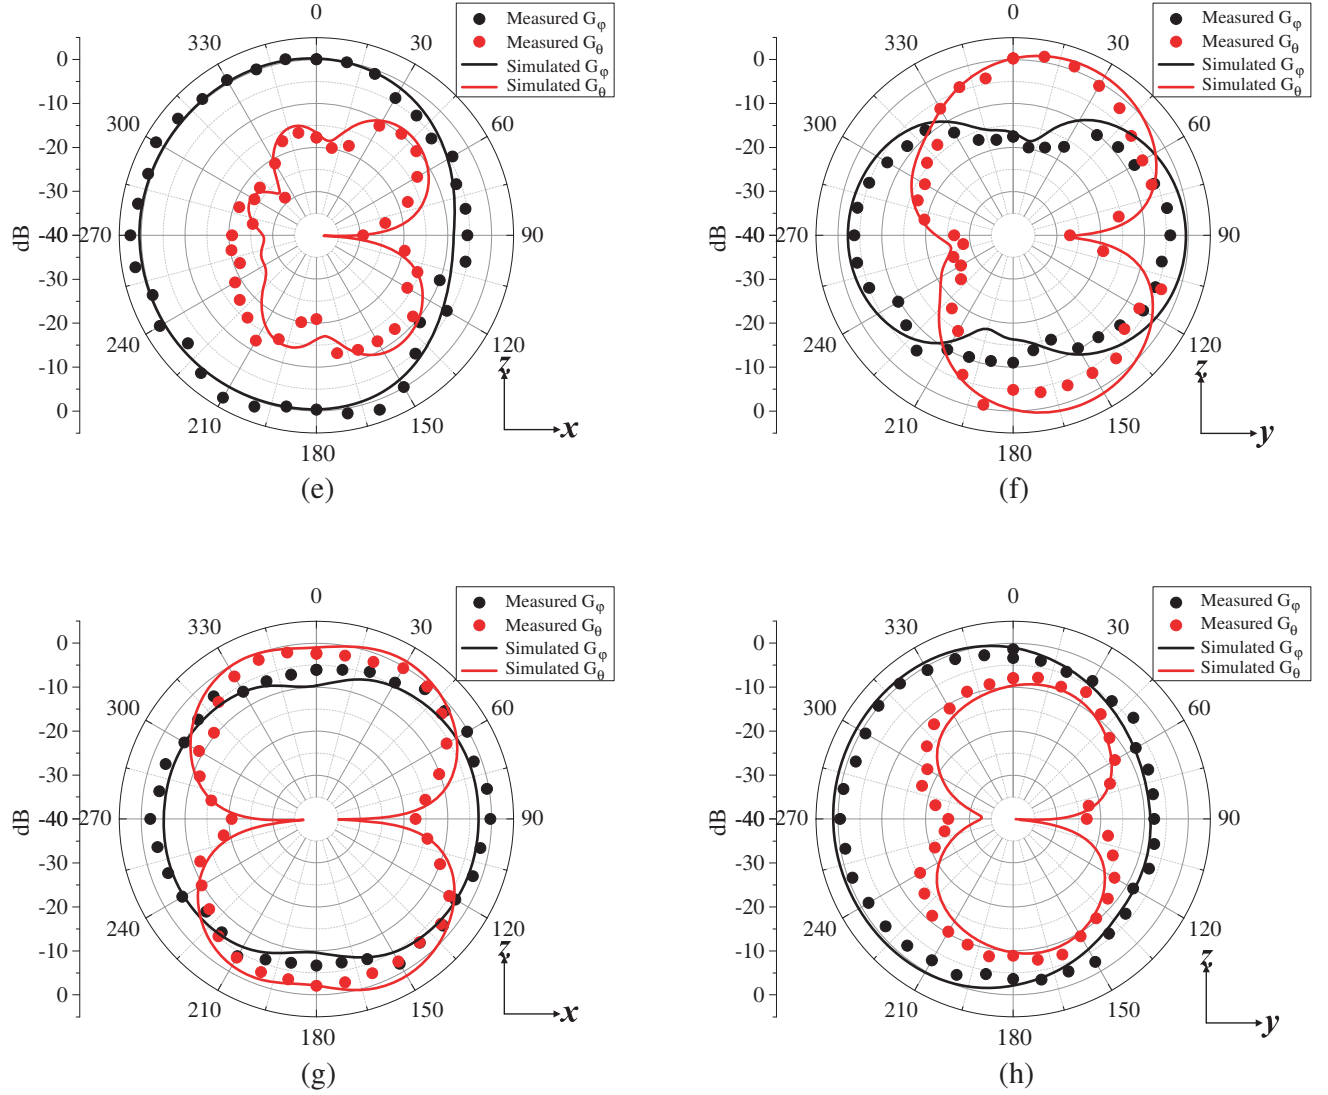 0
Measured Gφ
Measured Gθ
Simulated Gφ
Simulated Gθ
330
30
0
-10
300
60
-20
-30
dB
-40
270
90
-30
-20
240
120
-10
z
0
210
150
x
180
(e)
0
Measured Gφ
Measured Gθ
Simulated Gφ
Simulated Gθ
330
30
0
-10
300
60
-20
-30
dB
-40
270
90
-30
-20
240
120
-10
z
0
210
150
y
180
(f)
0
Measured Gφ
Measured Gθ
Simulated Gφ
Simulated Gθ
330
30
0
-10
300
60
-20
-30
dB
-40
270
90
-30
-20
240
120
-10
z
0
210
150
x
180
(g)
0
Measured Gφ
Measured Gθ
Simulated Gφ
Simulated Gθ
330
30
0
-10
300
60
-20
-30
dB
-40
270
90
-30
-20
240
120
-10
z
0
210
150
y
180
(h)